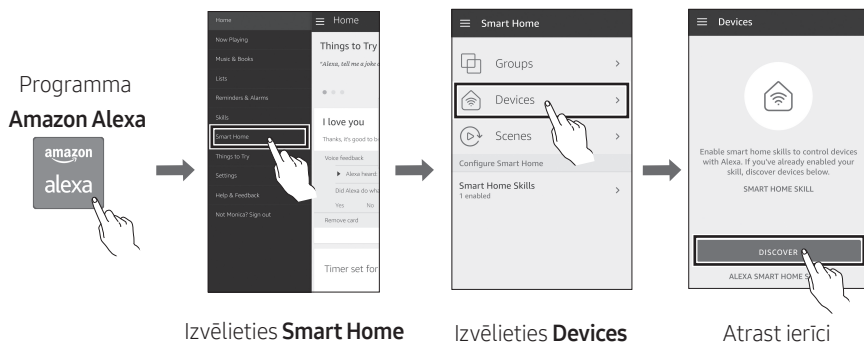 Programma
Amazon Alexa
amazon
alexa
Home
Now Playing
Music & Books
Lists
Reminders & Alarms
Skills
Smart Home
Things to Try
Settings
Help & Feedback
Not Monica? Sign out
Home
Things to Try
"Alexa, tell me a joke
I love you
Thanks, it's good to
Voice feedback
Alexa heard:
Did Alexa do
Yes No
Remove card
Timer set for
Izvēlieties Smart Home
Smart Home
Groups
Devices
Scenes
Configure Smart Home
Smart Home Skills
1 enabled
Izvēlieties Devices
Devices
Enable smart home skills to control devices
with Alexa. If you've already enabled your
skill, discover devices below.
SMART HOME SKILL
DISCOVER
ALEXA SMART HOME
Atrast ierīci